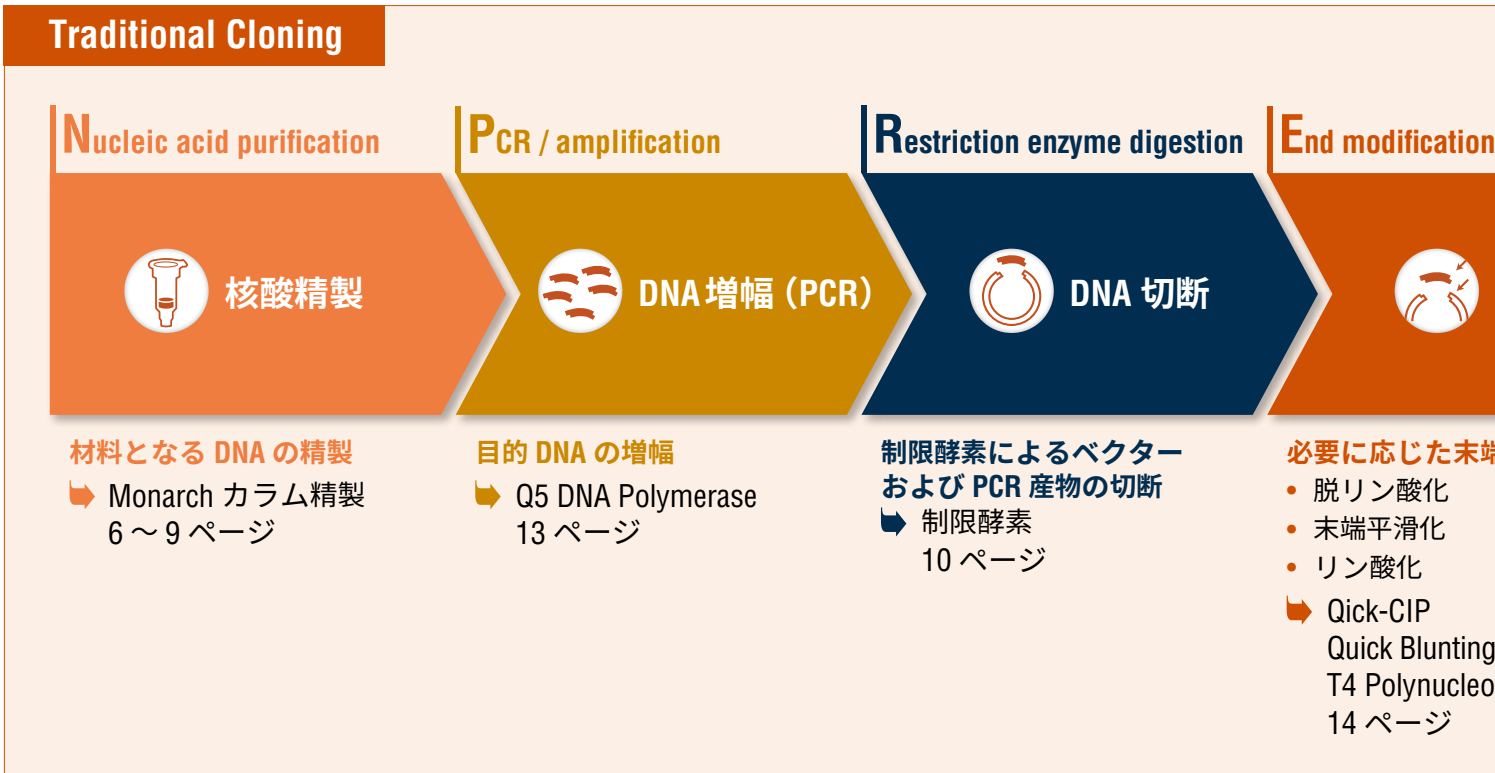 Traditional Cloning
Nucleic acid purification
PCR / amplification
Restriction enzyme digestion
End modification
核酸精製
DNA増幅（PCR）
DNA 切断
材料となる DNA の精製
Monarch カラム精製
6 ～ 9 ページ
目的 DNA の増幅
Q5 DNA Polymerase
13 ページ
制限酵素によるベクター
および PCR 産物の切断
制限酵素
10 ページ
必要に応じた末端
• 脱リン酸化
• 末端平滑化
• リン酸化
Qick-CIP
Quick Blunting
T4 Polynucleo
14 ページ